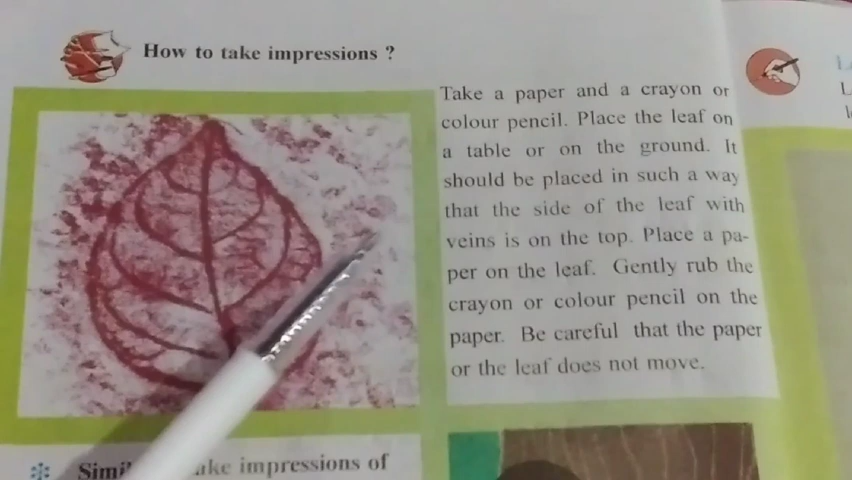 How to take impressions ?
Take a paper and a crayon or
colour pencil. Place the leaf on
a table or on the ground. It
should be placed in such a way
that the side of the leaf with
veins is on the top. Place a pa-
per on the leaf. Gently rub the
crayon or colour pencil on the
paper. Be careful that the paper
or the leaf does not move.
impressions of